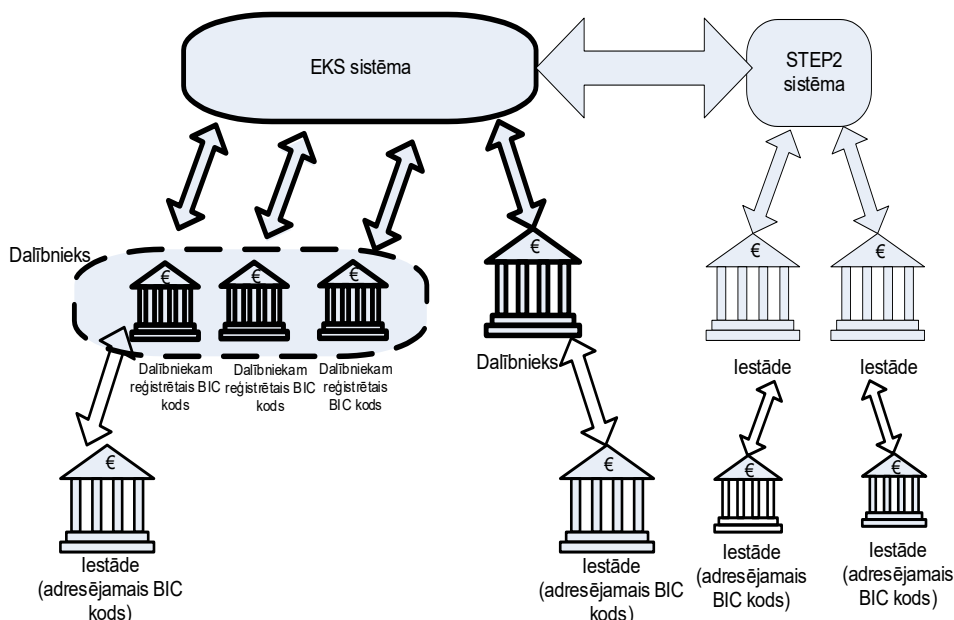 EKS sistēma
STEP2
sistēma
Dalībnieks
€
€
€
€
€
€
Dalībniekam
reģistrētais BIC
kods
Dalībniekam
reģistrētais BIC
kods
Dalībniekam
reģistrētais
BIC kods
Dalībnieks
Iestāde
Iestāde
€
€
€
€
Iestāde
(adresējamais BIC
kods)
Iestāde
(adresējamais BIC
kods)
Iestāde
(adresējamais
BIC kods)
Iestāde
(adresējamais
BIC kods)